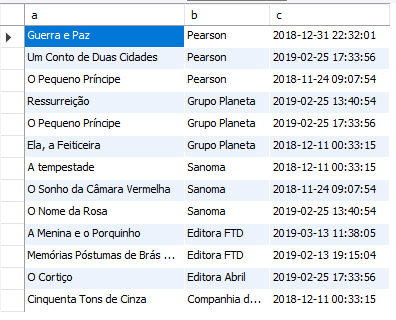 a b c
Guerra e Paz Pearson 2018-12-31 22:32:01
Um Conto de Duas Cidades Pearson 2019-02-25 17:33:56
O Pequeno Príncipe Pearson 2018-11-24 09:07:54
Ressurreição Grupo Planeta 2019-02-25 13:40:54
O Pequeno Príncipe Grupo Planeta 2019-02-25 17:33:56
Ela, a Feiticeira Grupo Planeta 2018-12-11 00:33:15
A tempestade Sanoma 2018-12-11 00:33:15
O Sonho da Câmara Vermelha Sanoma 2018-11-24 09:07:54
O Nome da Rosa Sanoma 2019-02-25 13:40:54
A Menina e o Porquinho Editora FTD 2019-03-13 11:38:05
Memórias Póstumas de Brás ... Editora FTD 2019-02-13 19:15:04
O Cortiço Editora Abril 2019-02-25 17:33:56
Cinquenta Tons de Cinza Companhia d... 2018-12-11 00:33:15